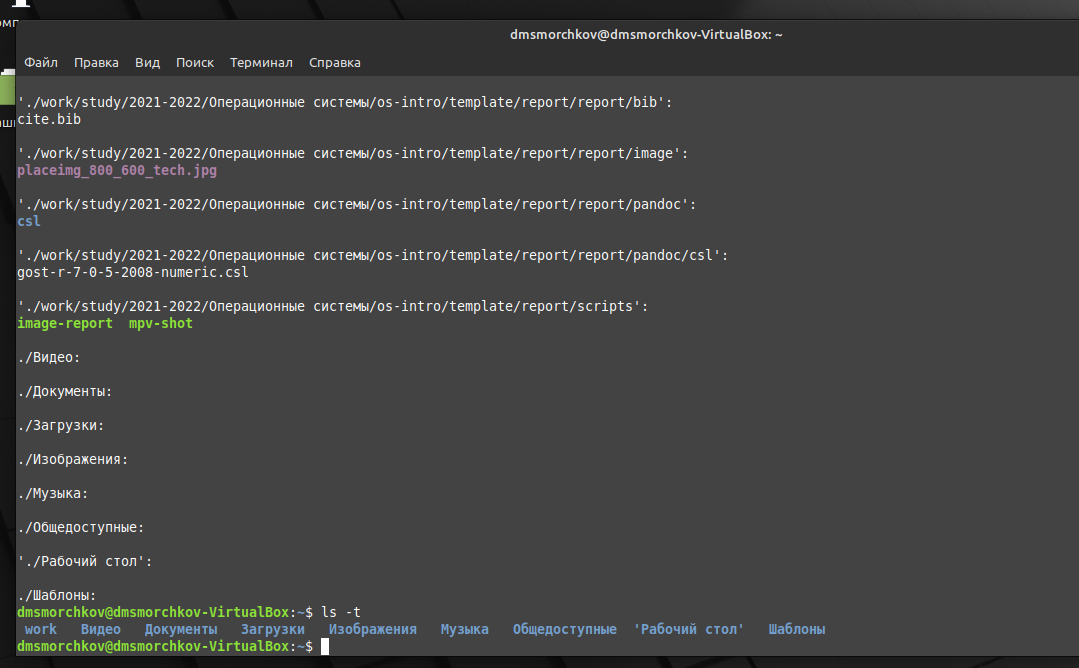 dmsmorchkov@dmsmorchkov-VirtualBox: ~
Файл Правка Вид Поиск Терминал Справка
'./work/study/2021-2022/Операционные системы/os-intro/template/report/report/bib':
cite.bib
'./work/study/2021-2022/Операционные системы/os-intro/template/report/report/image':
placeimg_800_600_tech.jpg
'./work/study/2021-2022/Операционные системы/os-intro/template/report/report/pandoc':
csl
'./work/study/2021-2022/Операционные системы/os-intro/template/report/report/pandoc/csl':
gost-r-7-0-5-2008-numeric.csl
'./work/study/2021-2022/Операционные системы/os-intro/template/report/scripts':
image-report  mpv-shot
./Видео:
./Документы:
./Загрузки:
./Изображения:
./Музыка:
./Общедоступные:
'./Рабочий стол':
./Шаблоны:
dmsmorchkov@dmsmorchkov-VirtualBox:~$ ls -t
work   Видео   Документы   Загрузки   Изображения   Музыка   Общедоступные  'Рабочий стол'   Шаблоны
dmsmorchkov@dmsmorchkov-VirtualBox:~$